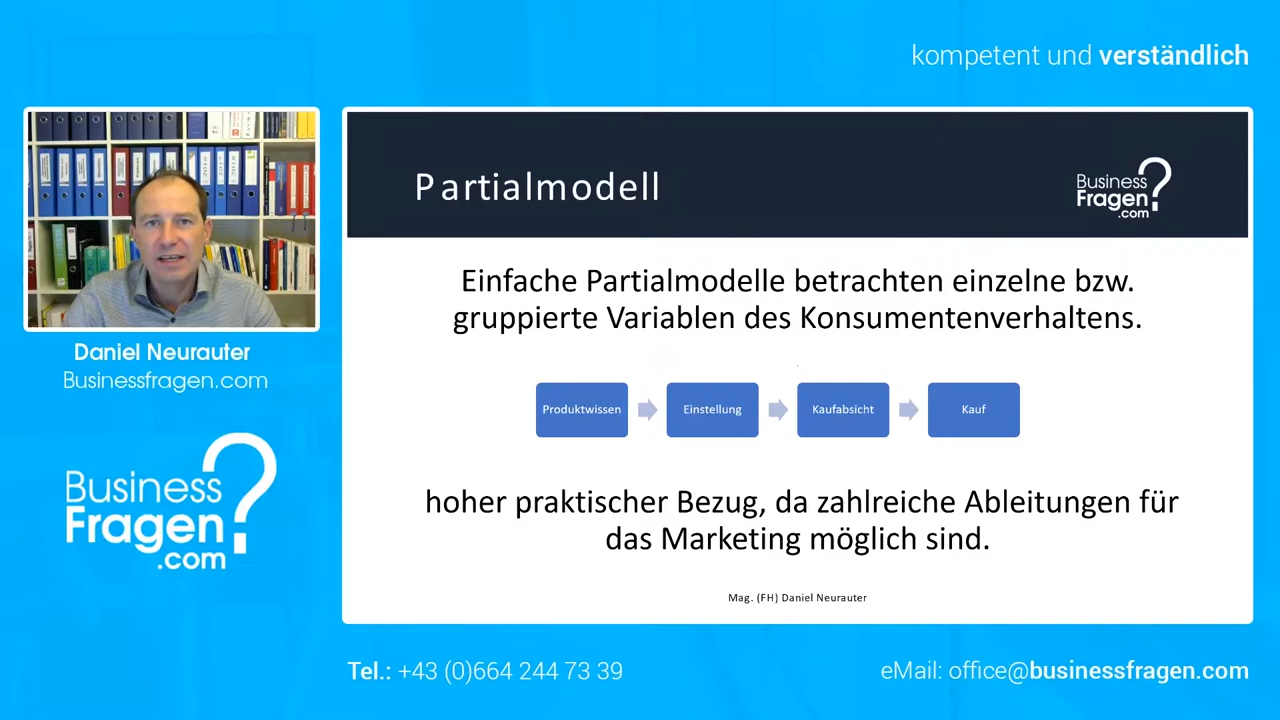 kompetent und verständlich
Daniel Neurauter
Businessfragen.com
Business
Fragen
.com
?
Partialmodell
Business
Fragen
.com
?
Einfache Partialmodelle betrachten einzelne bzw.
gruppierte Variablen des Konsumentenverhaltens.
Produktwissen
Einstellung
Kaufabsicht
Kauf
hoher praktischer Bezug, da zahlreiche Ableitungen für
das Marketing möglich sind.
Mag. (FH) Daniel Neurauter
Tel.: +43 (0)664 244 73 39
eMail: office@businessfragen.com